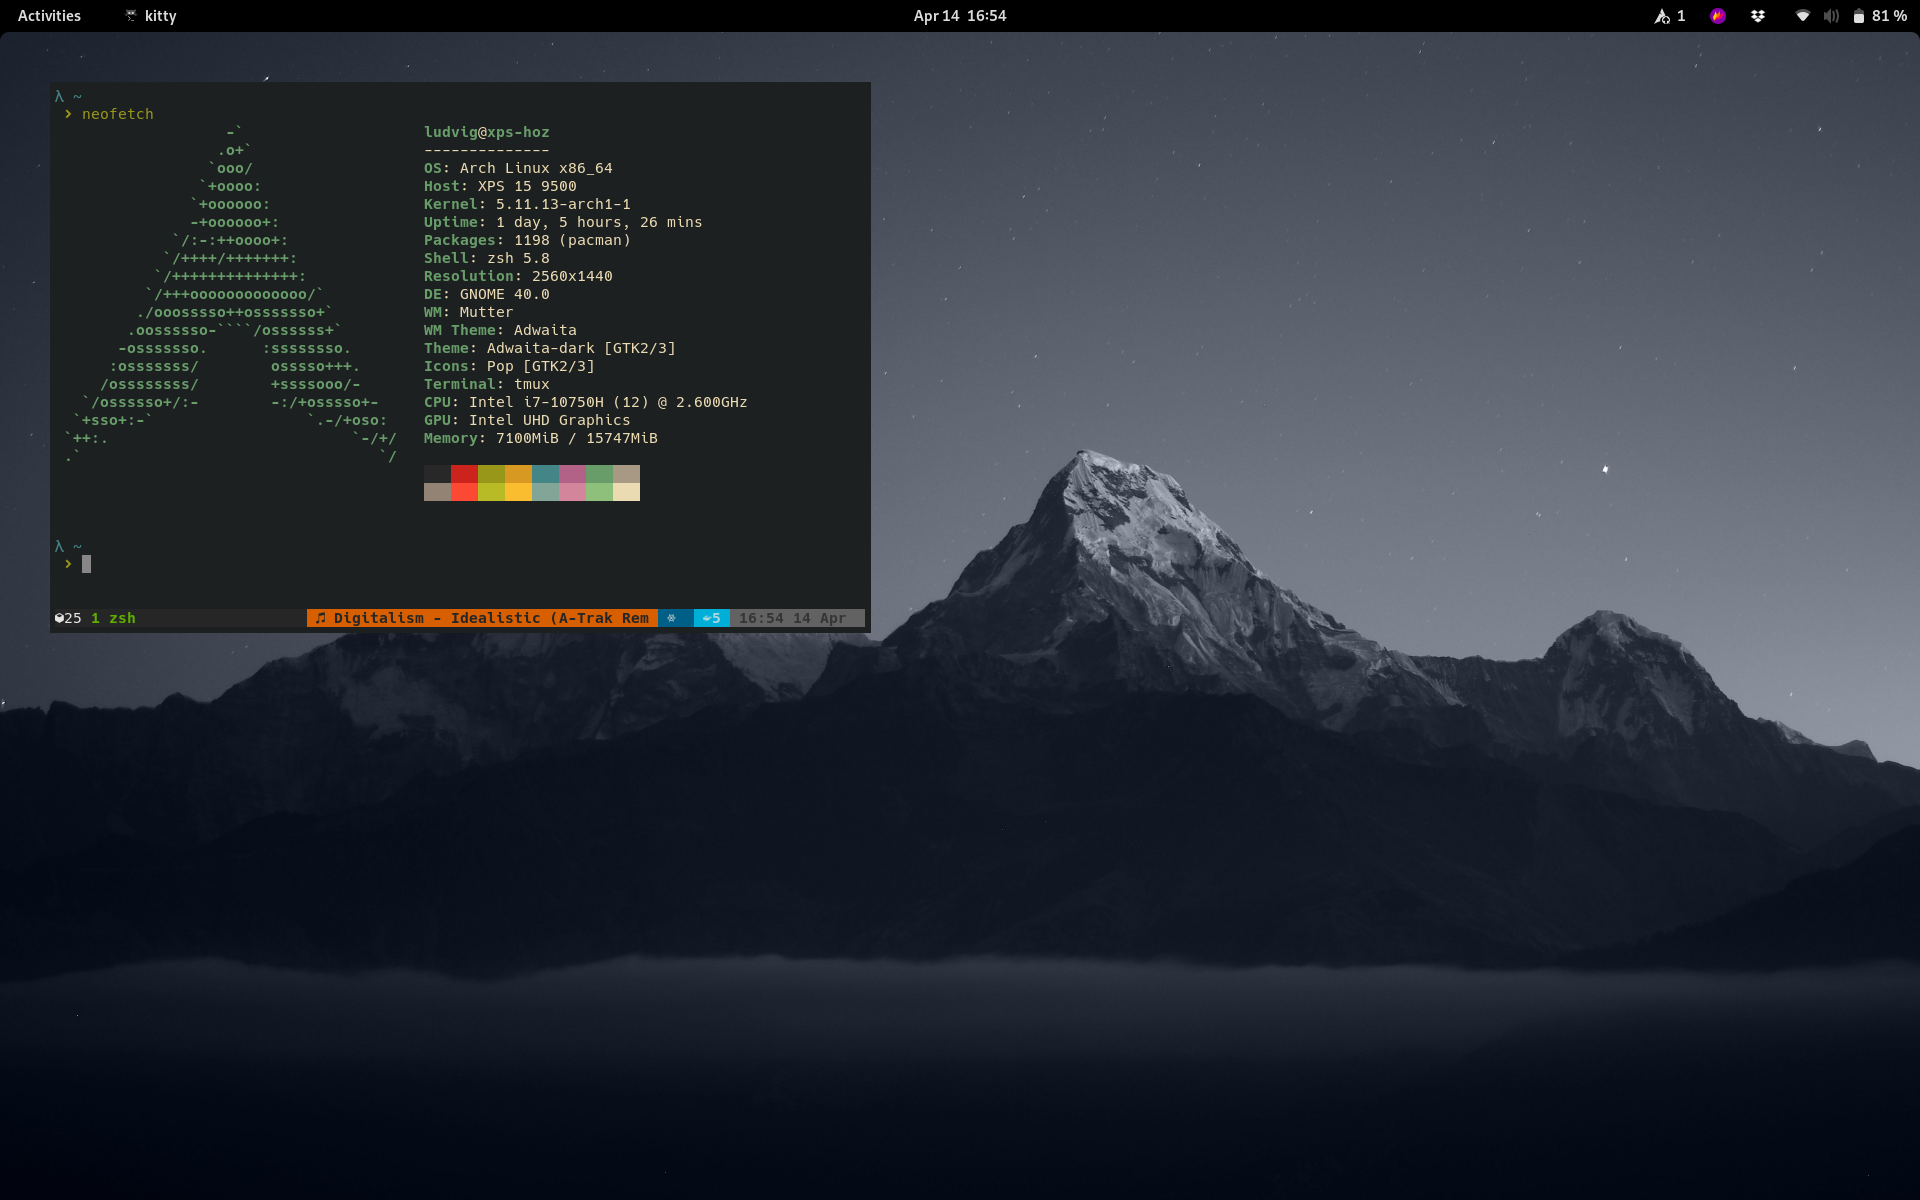 Activities kitty Apr 14 16:54 1 81 %
λ ~
› neofetch
-`
.o+`
`ooo/
`+oooo:
`+oooooo:
-+oooooo+:
`/:-:++oooo+:
`/++++/+++++++:
`/++++++++++++++:
`/+++ooooooooooooo/`
./ooosssso++osssssso+`
.oossssso-````/ossssss+`
-osssssso. :ssssssso.
:osssssss/ osssso+++.
/ossssssss/ +ssssooo/-
`/ossssso+/:- -:/+osssso+-
`+sso+:-` `.-/+oso:
`++:. `-/+/
.` `/
ludvig@xps-hoz
--------------
OS: Arch Linux x86_64
Host: XPS 15 9500
Kernel: 5.11.13-arch1-1
Uptime: 1 day, 5 hours, 26 mins
Packages: 1198 (pacman)
Shell: zsh 5.8
Resolution: 2560x1440
DE: GNOME 40.0
WM: Mutter
WM Theme: Adwaita
Theme: Adwaita-dark [GTK2/3]
Icons: Pop [GTK2/3]
Terminal: tmux
CPU: Intel i7-10750H (12) @ 2.600GHz
GPU: Intel UHD Graphics
Memory: 7100MiB / 15747MiB
λ ~
›
25 1 zsh ♫ Digitalism - Idealistic (A-Trak Rem 5 16:54 14 Apr